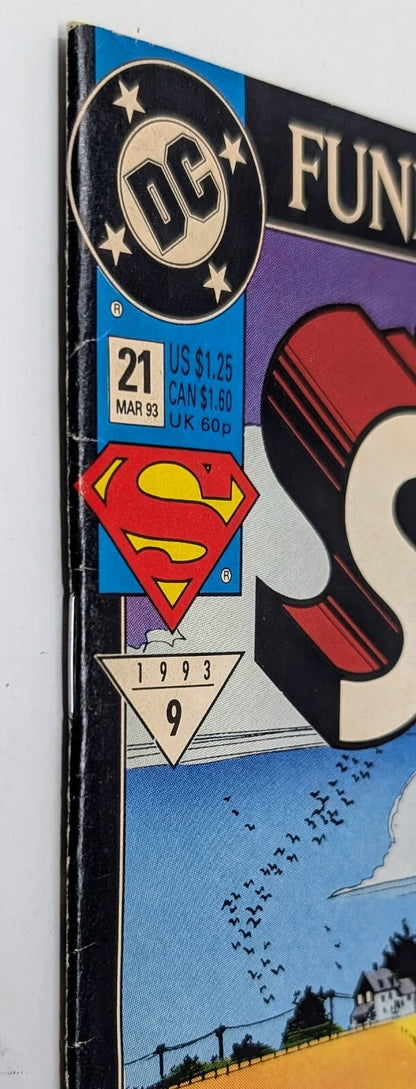 DC
®
FUN
21
MAR 93
US $1.25
CAN $1.60
UK 60p
S
®
S
1993
9